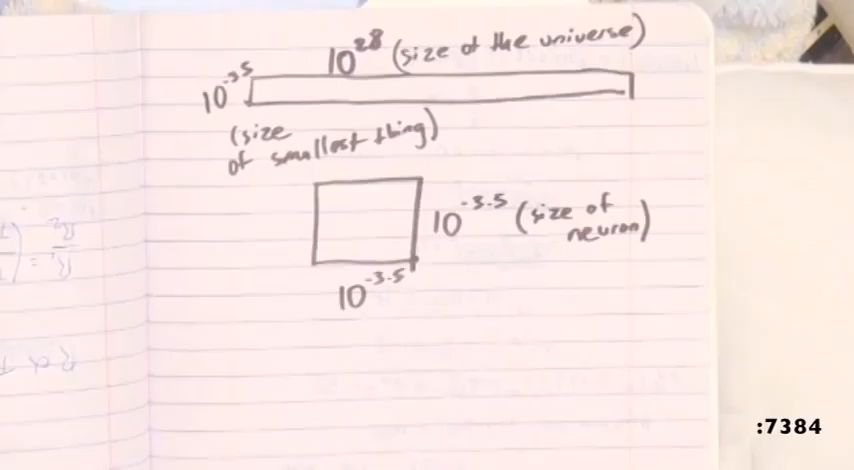 10^28 (size of the universe)
10^-35
(size
of smallest thing)
10^-3.5 (size of
neuron)
10^-3.5
:7384